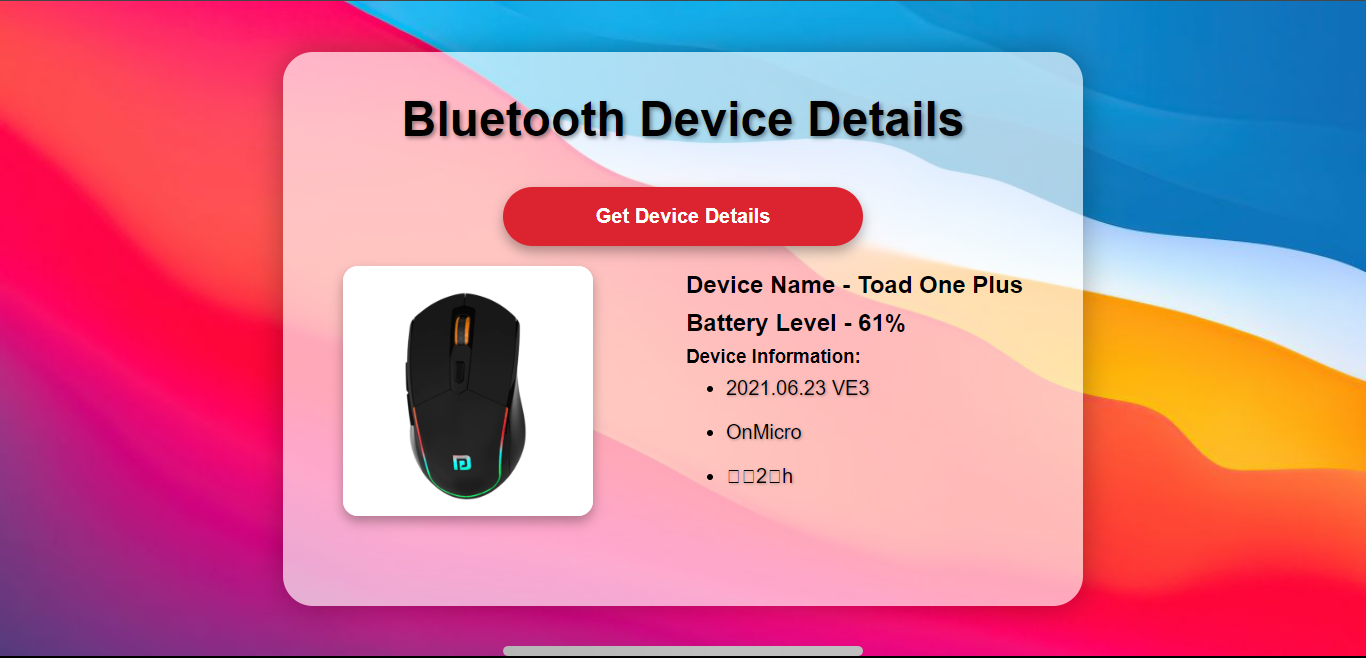 Bluetooth Device Details
Get Device Details
Device Name - Toad One Plus
Battery Level - 61%
Device Information:
2021.06.23 VE3
OnMicro
□□2□h